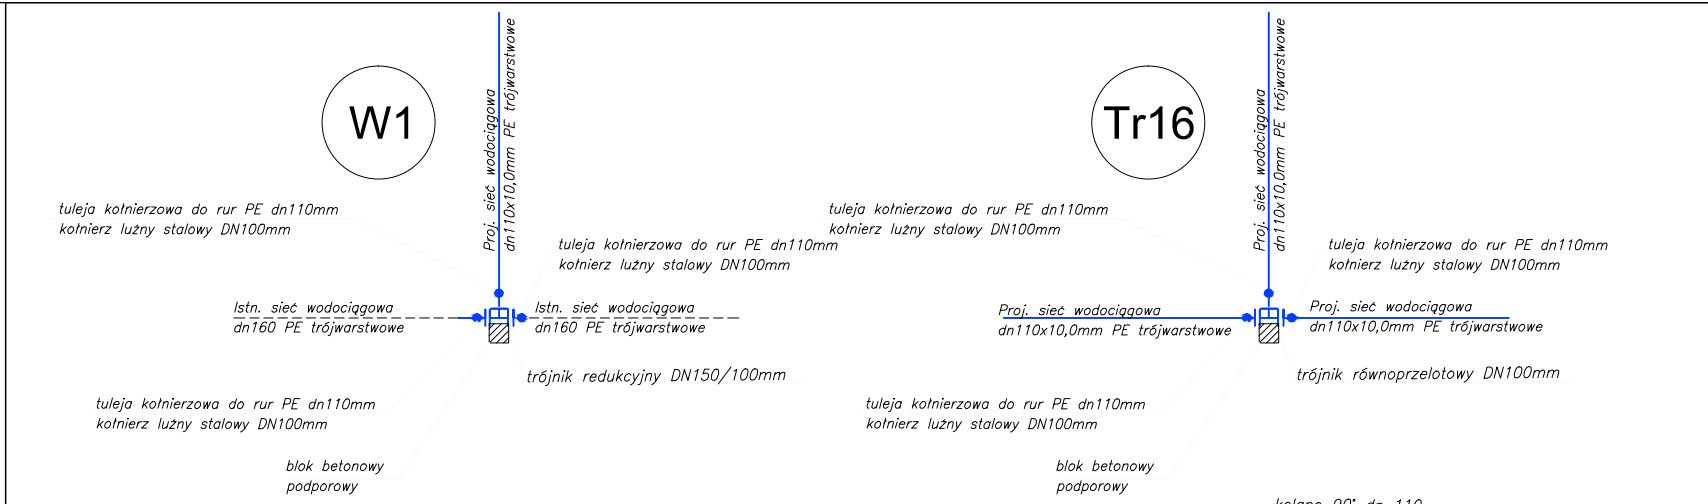 W1
Proj. sieć wodociągowa
dn110x10,0mm PE trójwarstwowe
tuleja kołnierzowa do rur PE dn110mm
kołnierz luźny stalowy DN100mm
tuleja kołnierzowa do rur PE dn110mm
kołnierz luźny stalowy DN100mm
Istn. sieć wodociągowa
dn160 PE trójwarstwowe
Istn. sieć wodociągowa
dn160 PE trójwarstwowe
trójnik redukcyjny DN150/100mm
tuleja kołnierzowa do rur PE dn110mm
kołnierz luźny stalowy DN100mm
blok betonowy
podporowy
Tr16
Proj. sieć wodociągowa
dn110x10,0mm PE trójwarstwowe
tuleja kołnierzowa do rur PE dn110mm
kołnierz luźny stalowy DN100mm
tuleja kołnierzowa do rur PE dn110mm
kołnierz luźny stalowy DN100mm
Proj. sieć wodociągowa
dn110x10,0mm PE trójwarstwowe
Proj. sieć wodociągowa
dn110x10,0mm PE trójwarstwowe
trójnik równoprzelotowy DN100mm
tuleja kołnierzowa do rur PE dn110mm
kołnierz luźny stalowy DN100mm
blok betonowy
podporowy
kolano 90° dn 110